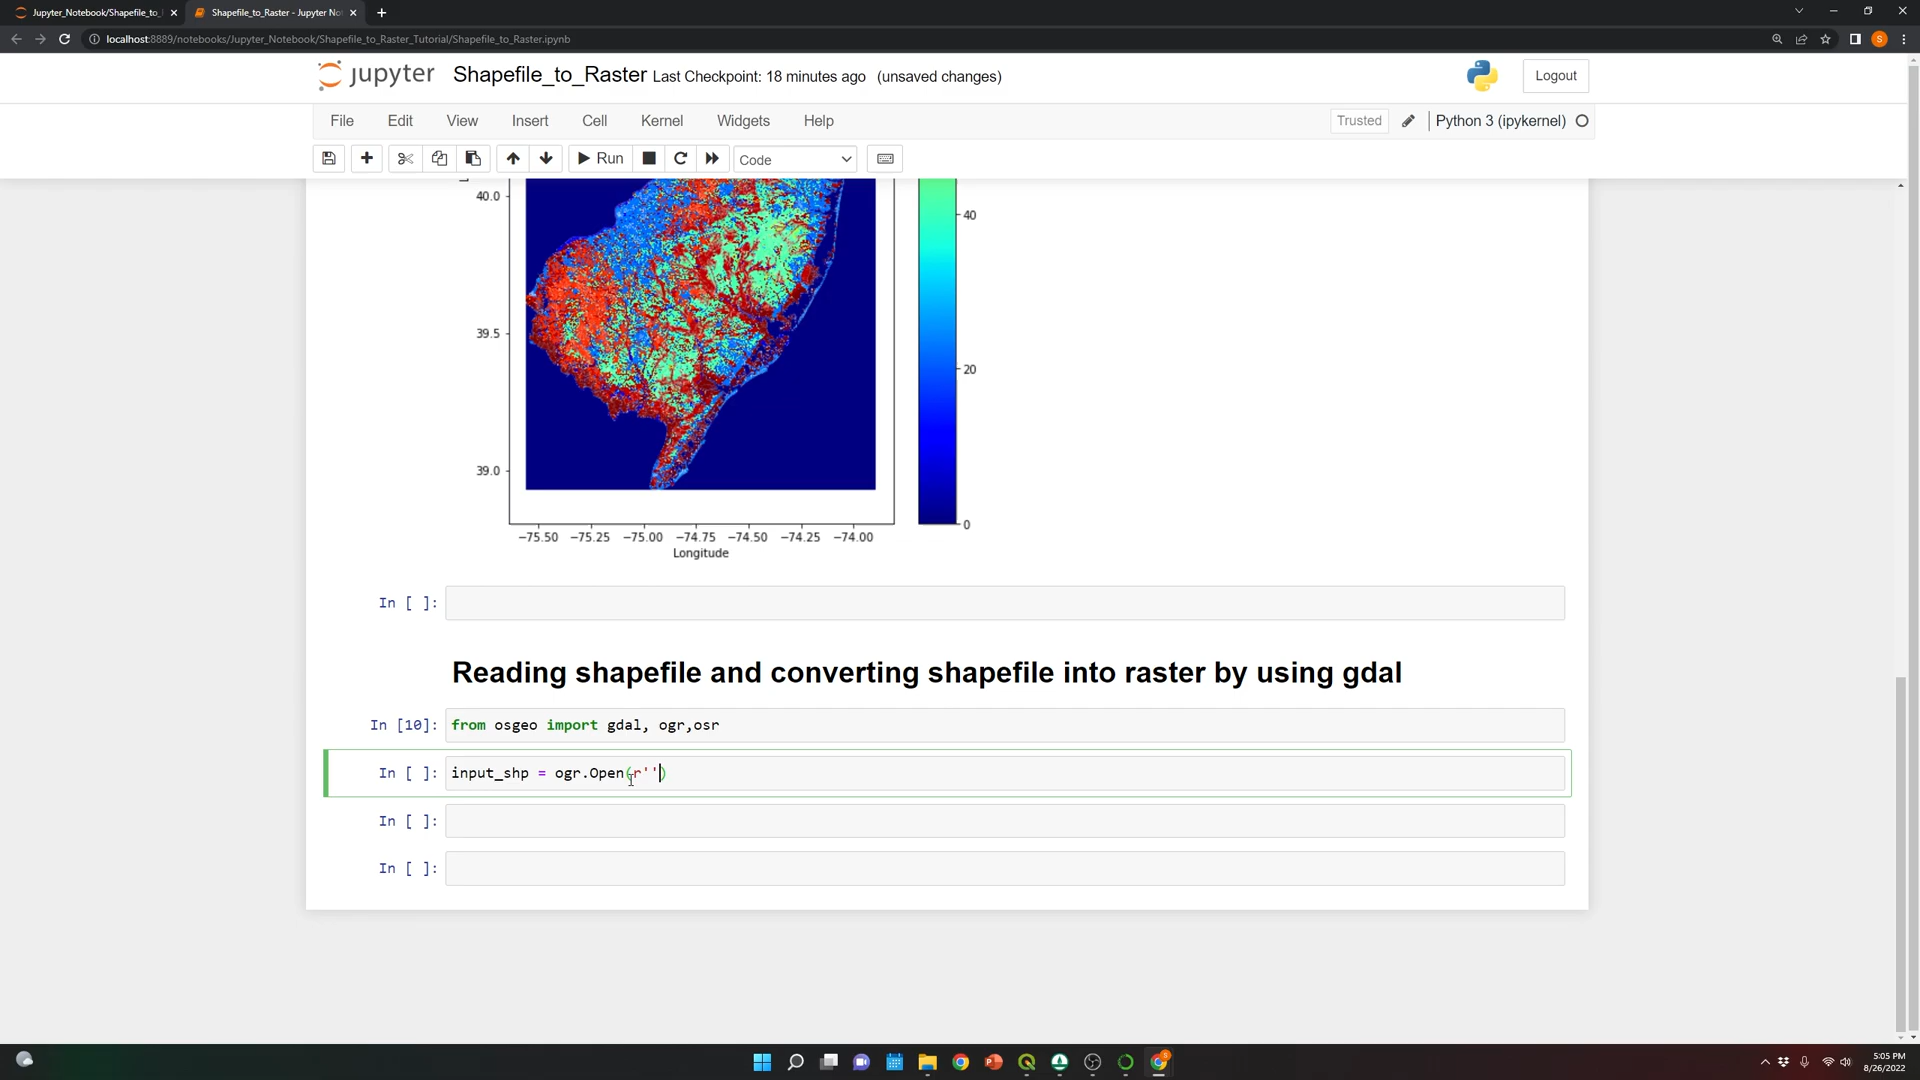 Jupyter_Notebook/Shapefile_to_
Shapefile_to_Raster - Jupyter No
localhost:8889/notebooks/Jupyter_Notebook/Shapefile_to_Raster_Tutorial/Shapefile_to_Raster.ipynb
S
jupyter Shapefile_to_Raster Last Checkpoint: 18 minutes ago (unsaved changes)
Logout
File Edit View Insert Cell Kernel Widgets Help
Trusted Python 3 (ipykernel)
Run Code
40.0
39.5
39.0
−75.50 −75.25 −75.00 −74.75 −74.50 −74.25 −74.00
Longitude
40
20
0
In [ ]:
Reading shapefile and converting shapefile into raster by using gdal
In [10]: from osgeo import gdal, ogr,osr
In [ ]: input_shp = ogr.Open(r'')
In [ ]:
In [ ]:
5:05 PM
8/26/2022